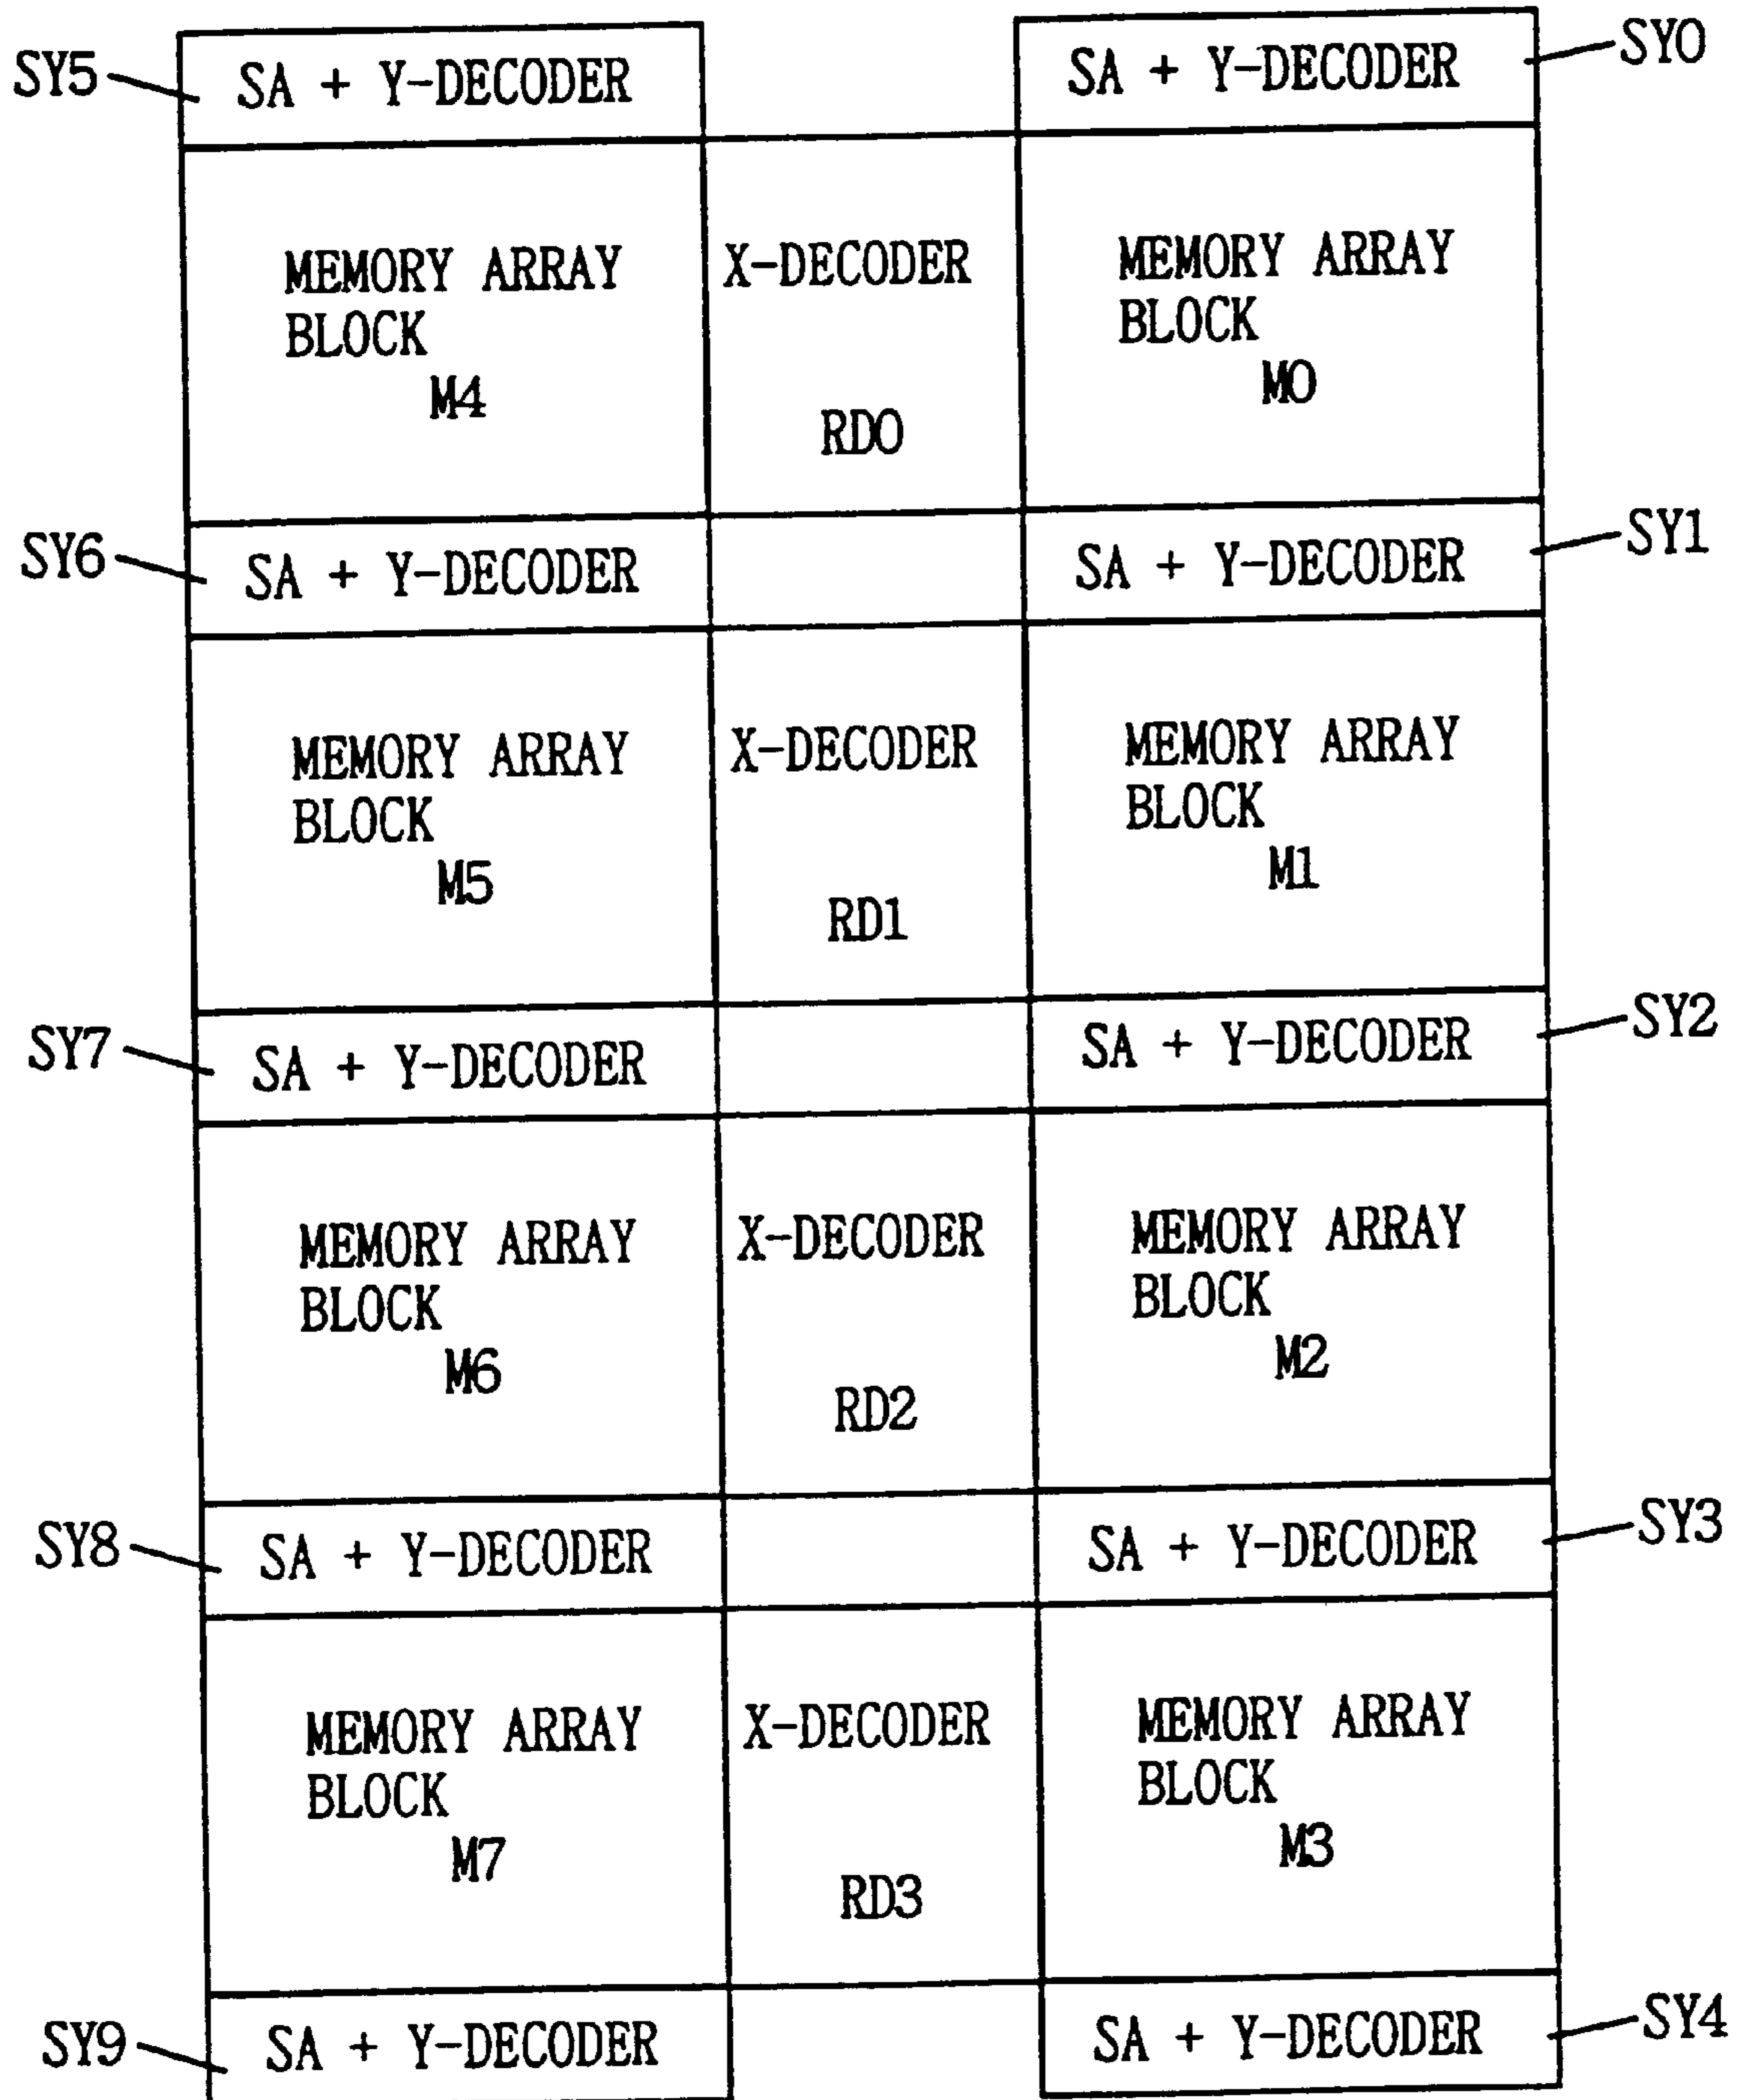 SY5
SA + Y-DECODER
SA + Y-DECODER
SY0
MEMORY ARRAY
BLOCK
M4
X-DECODER
RD0
MEMORY ARRAY
BLOCK
M0
SY6
SA + Y-DECODER
SA + Y-DECODER
SY1
MEMORY ARRAY
BLOCK
M5
X-DECODER
RD1
MEMORY ARRAY
BLOCK
M1
SY7
SA + Y-DECODER
SA + Y-DECODER
SY2
MEMORY ARRAY
BLOCK
M6
X-DECODER
RD2
MEMORY ARRAY
BLOCK
M2
SY8
SA + Y-DECODER
SA + Y-DECODER
SY3
MEMORY ARRAY
BLOCK
M7
X-DECODER
RD3
MEMORY ARRAY
BLOCK
M3
SY9
SA + Y-DECODER
SA + Y-DECODER
SY4